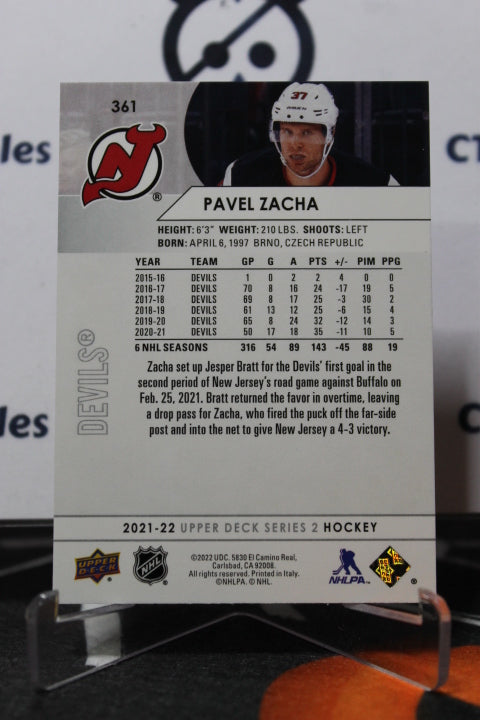 361
37
les
CT
PAVEL ZACHA
HEIGHT: 6'3" WEIGHT: 210 LBS. SHOOTS: LEFT
BORN: APRIL 6, 1997 BRNO, CZECH REPUBLIC
YEAR TEAM GP G A PTS +/- PIM PPG
2015-16 DEVILS 1 0 2 2 4 0 0
2016-17 DEVILS 70 8 16 24 -17 19 5
2017-18 DEVILS 69 8 17 25 -3 30 2
2018-19 DEVILS 61 13 12 25 -6 15 4
2019-20 DEVILS 65 8 24 32 -12 14 3
2020-21 DEVILS 50 17 18 35 -11 10 5
6 NHL SEASONS 316 54 89 143 -45 88 19
DEVILS®
Zacha set up Jesper Bratt for the Devils' first goal in the
second period of New Jersey's road game against Buffalo on
Feb. 25, 2021. Bratt returned the favor in overtime, leaving
a drop pass for Zacha, who fired the puck off the far-side
post and into the net to give New Jersey a 4-3 victory.
les
CT
2021-22 UPPER DECK SERIES 2 HOCKEY
UPPER DECK
NHL
©2022 UDC. 5830 El Camino Real,
Carlsbad, CA 92008.
All rights reserved. Printed in Italy.
©NHLPA. © NHL.
NHLPA